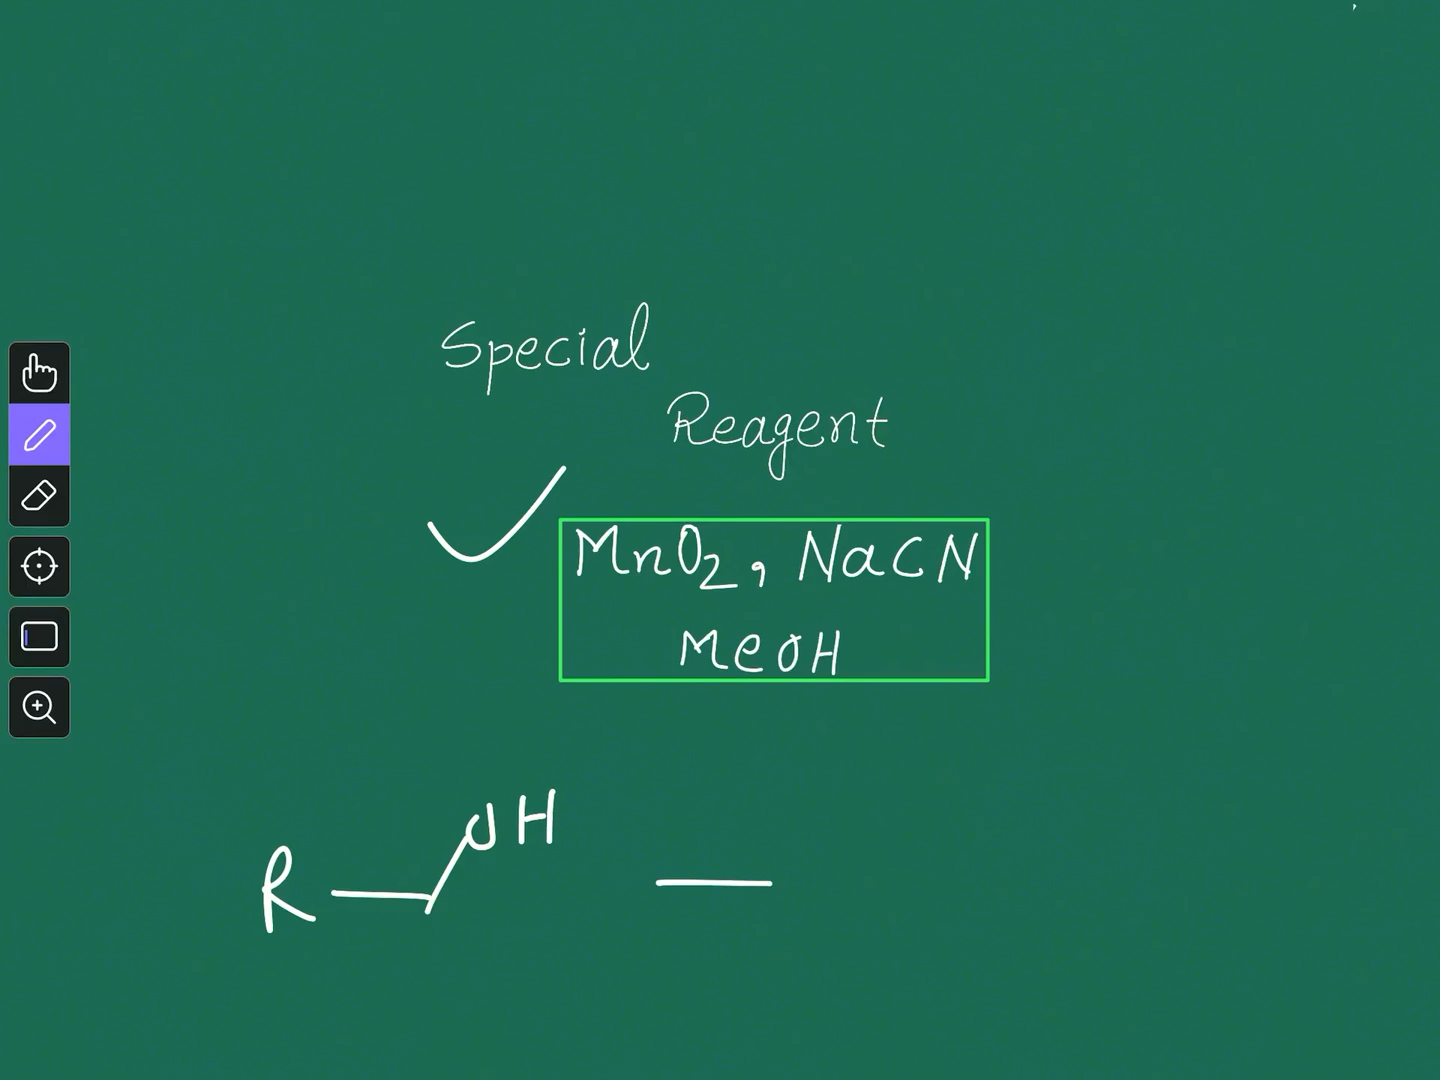 Special
Reagent
MnO₂, NaCN
MeOH
R OH